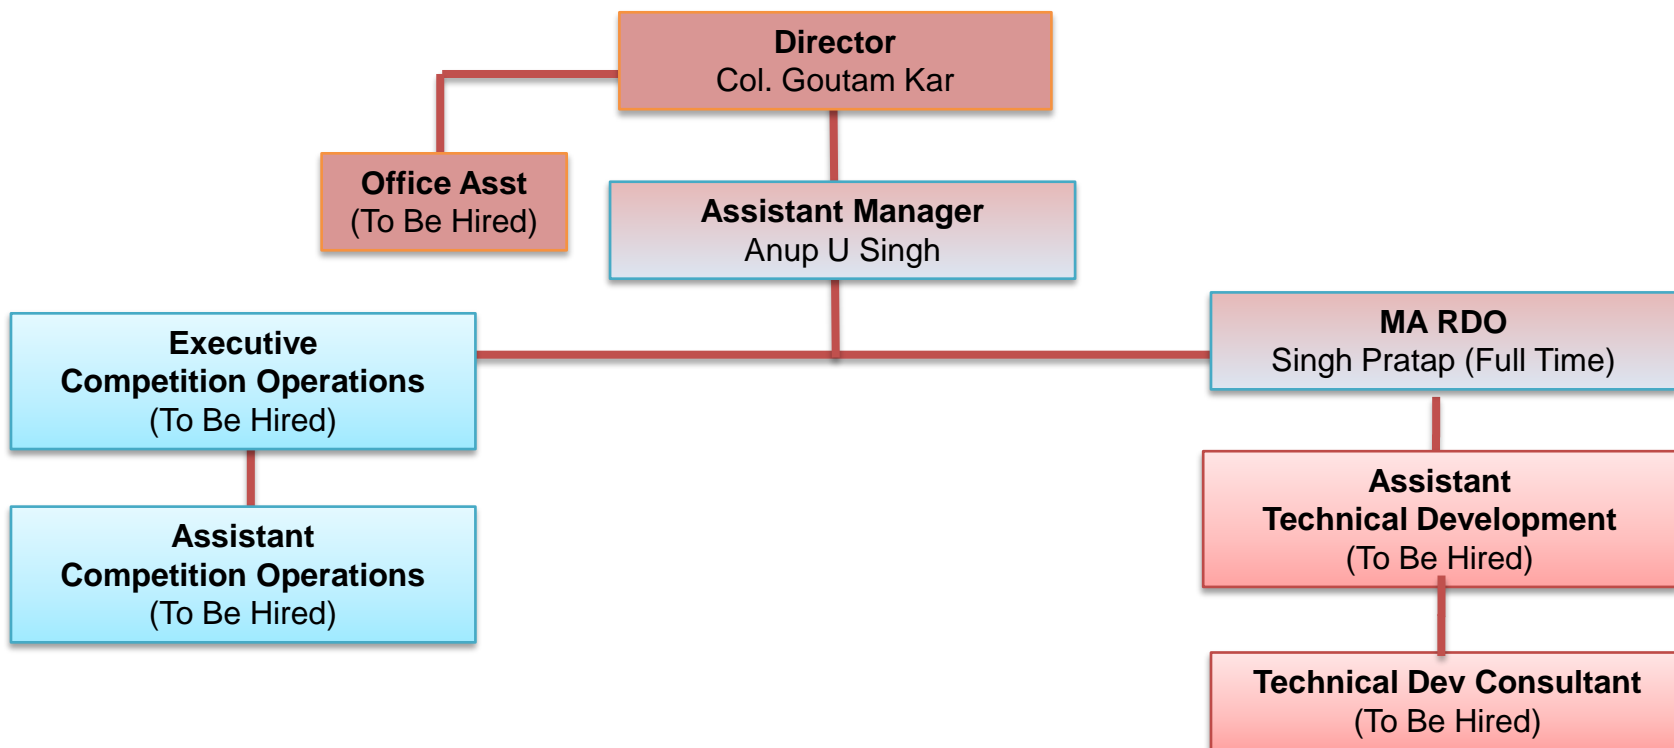 Director
Col. Goutam Kar
Office Asst
(To Be Hired)
Assistant Manager
Anup U Singh
Executive
Competition Operations
(To Be Hired)
MA RDO
Singh Pratap (Full Time)
Assistant
Competition Operations
(To Be Hired)
Assistant
Technical Development
(To Be Hired)
Technical Dev Consultant
(To Be Hired)